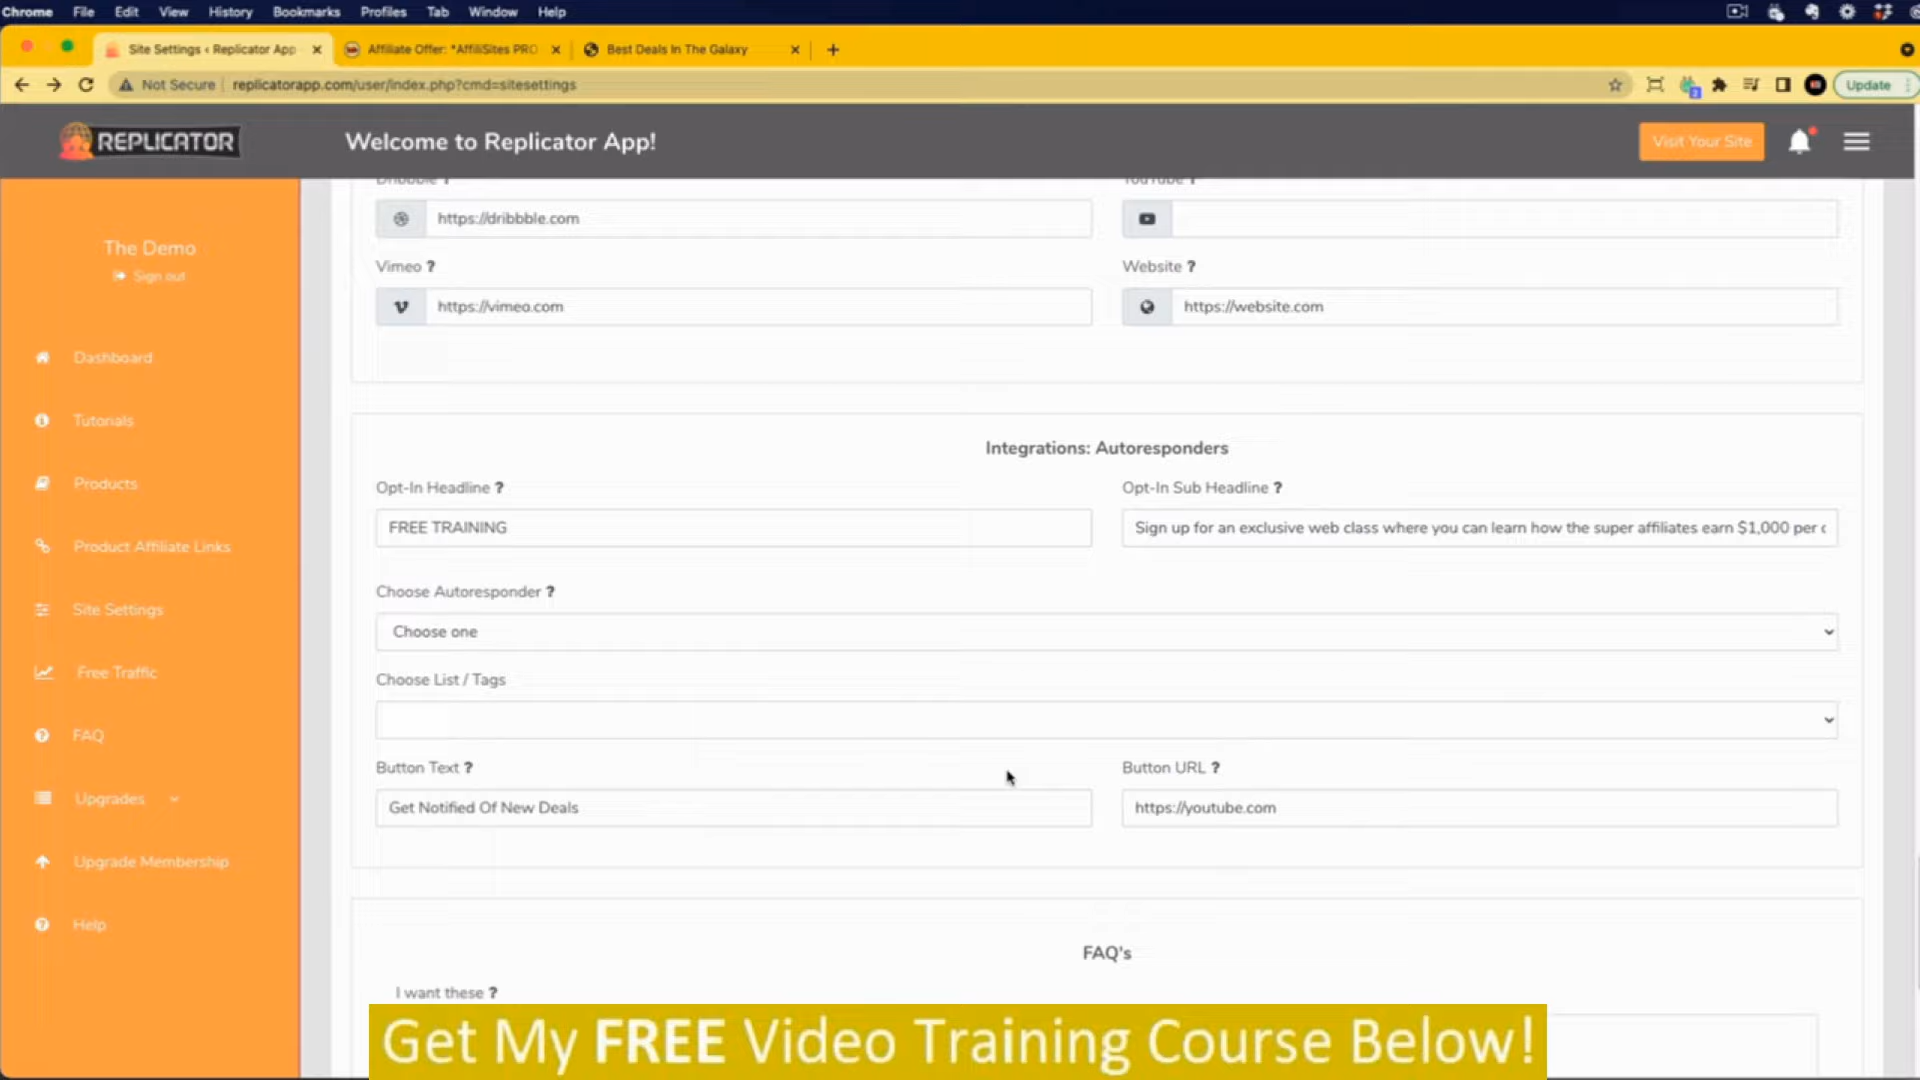 Chrome File Edit View History Bookmarks Profiles Tab Window Help
Site Settings ‹ Replicator App Affiliate Offer: *AffiliSites PRO Best Deals In The Galaxy
Not Secure replicatorapp.com/user/index.php?cmd=sitesettings Update
REPLICATOR Welcome to Replicator App! Visit Your Site
The Demo
Sign out
Dashboard
Tutorials
Products
Product Affiliate Links
Site Settings
Free Traffic
FAQ
Upgrades
Upgrade Membership
Help
Dribbble ? YouTube ?
https://dribbble.com
Vimeo ? Website ?
https://vimeo.com https://website.com
Integrations: Autoresponders
Opt-In Headline ? Opt-In Sub Headline ?
FREE TRAINING Sign up for an exclusive web class where you can learn how the super affiliates earn $1,000 per
Choose Autoresponder ?
Choose one
Choose List / Tags
Button Text ? Button URL ?
Get Notified Of New Deals https://youtube.com
FAQ's
I want these ?
Get My FREE Video Training Course Below!